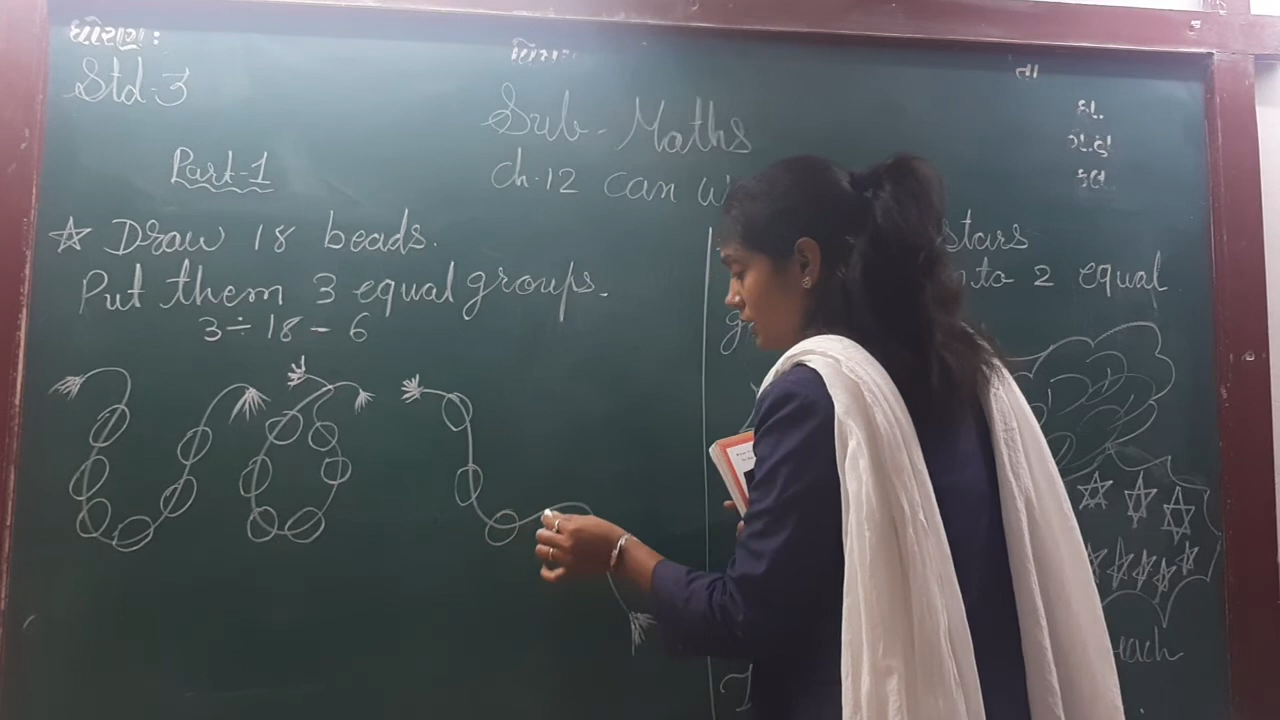 ધોરણ :
Std-3
વિષય
તા
Sub - Maths
ch-12 can w
Part-1
☆ Draw 18 beads.
Put them 3 equal groups.
3 ÷ 18 - 6
stars
nto 2 equal
g
each
I